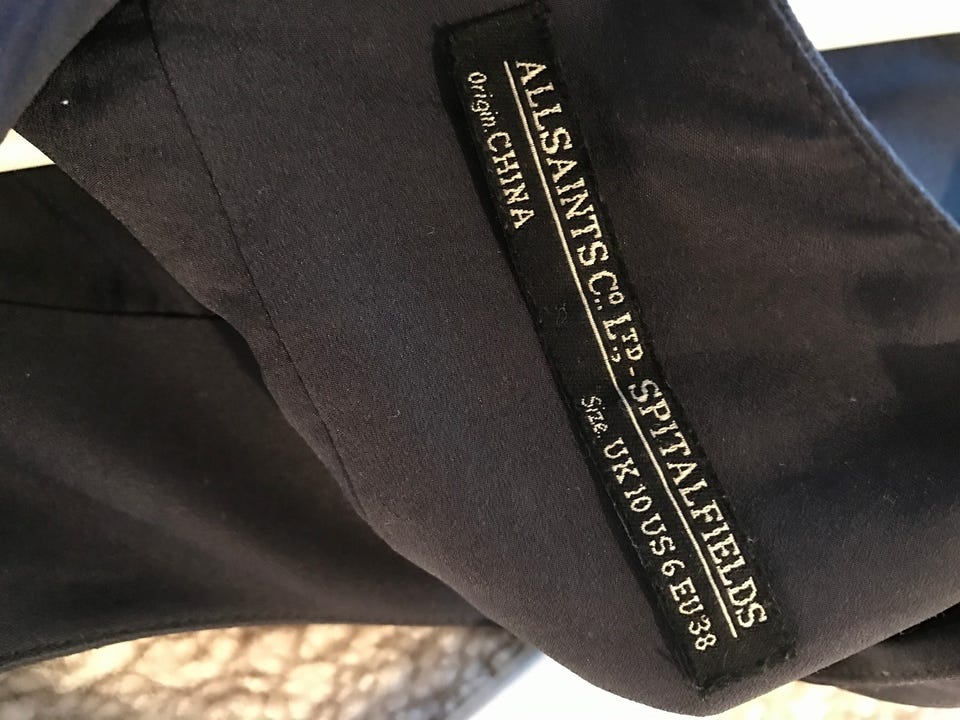 ALLSAINTS Cº. LTD., - SPITALFIELDS
Origin. CHINA Size. UK 10 US 6 EU 38